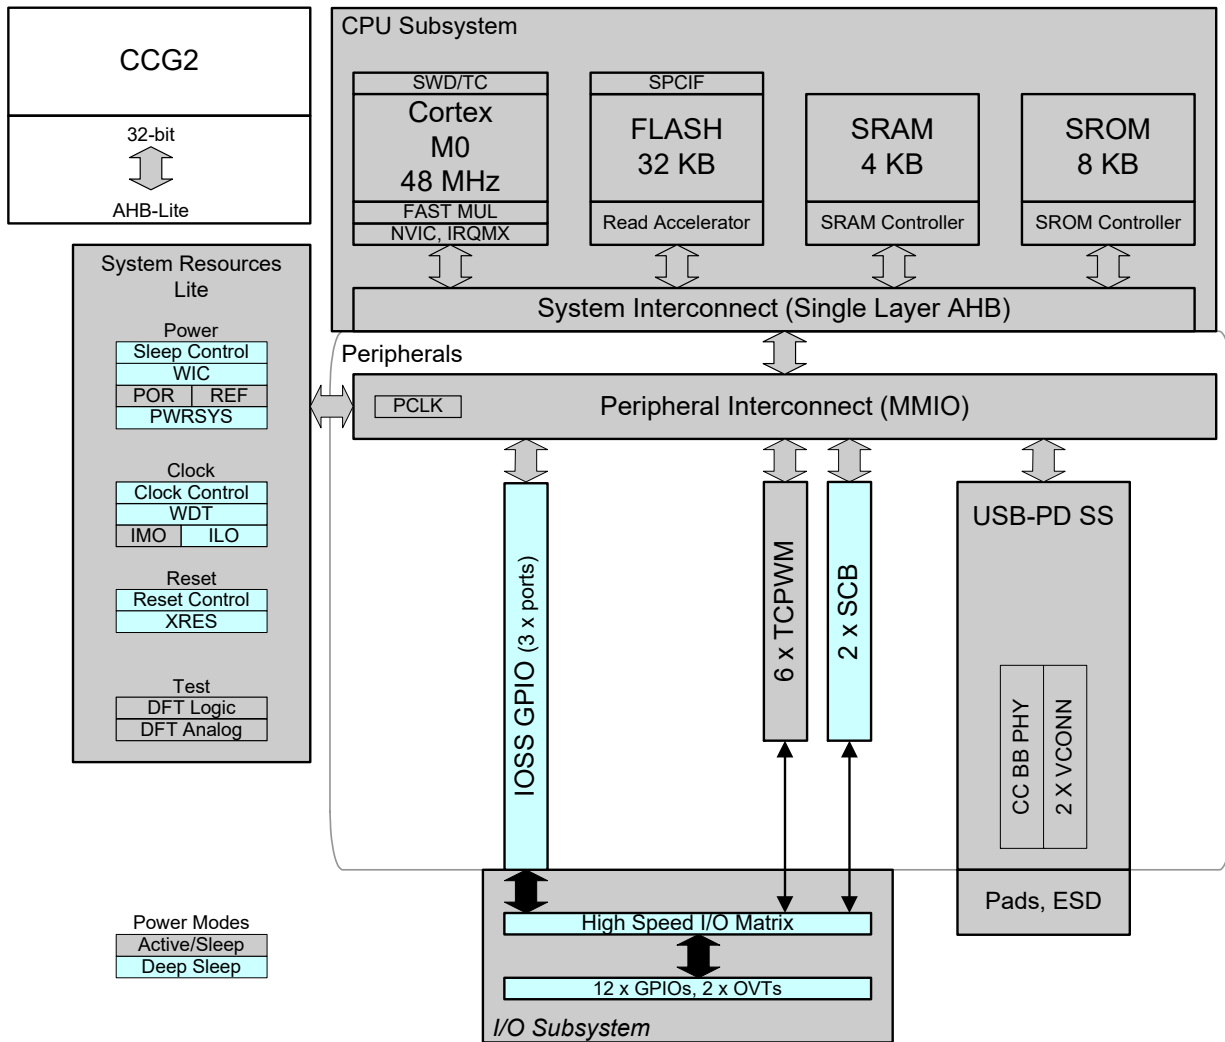 CCG2
32-bit
AHB-Lite
CPU Subsystem
SWD/TC
Cortex
M0
48 MHz
FAST MUL
NVIC, IRQMX
SPCIF
FLASH
32 KB
Read Accelerator
SRAM
4 KB
SRAM Controller
SROM
8 KB
SROM Controller
System Interconnect (Single Layer AHB)
System Resources
Lite
Power
Sleep Control
WIC
POR REF
PWRSYS
Clock
Clock Control
WDT
IMO ILO
Reset
Reset Control
XRES
Test
DFT Logic
DFT Analog
Peripherals
PCLK
Peripheral Interconnect (MMIO)
IOSS GPIO (3 x ports)
6 x TCPWM
2 x SCB
USB-PD SS
CC BB PHY
2 X VCONN
Pads, ESD
High Speed I/O Matrix
12 x GPIOs, 2 x OVTs
I/O Subsystem
Power Modes
Active/Sleep
Deep Sleep